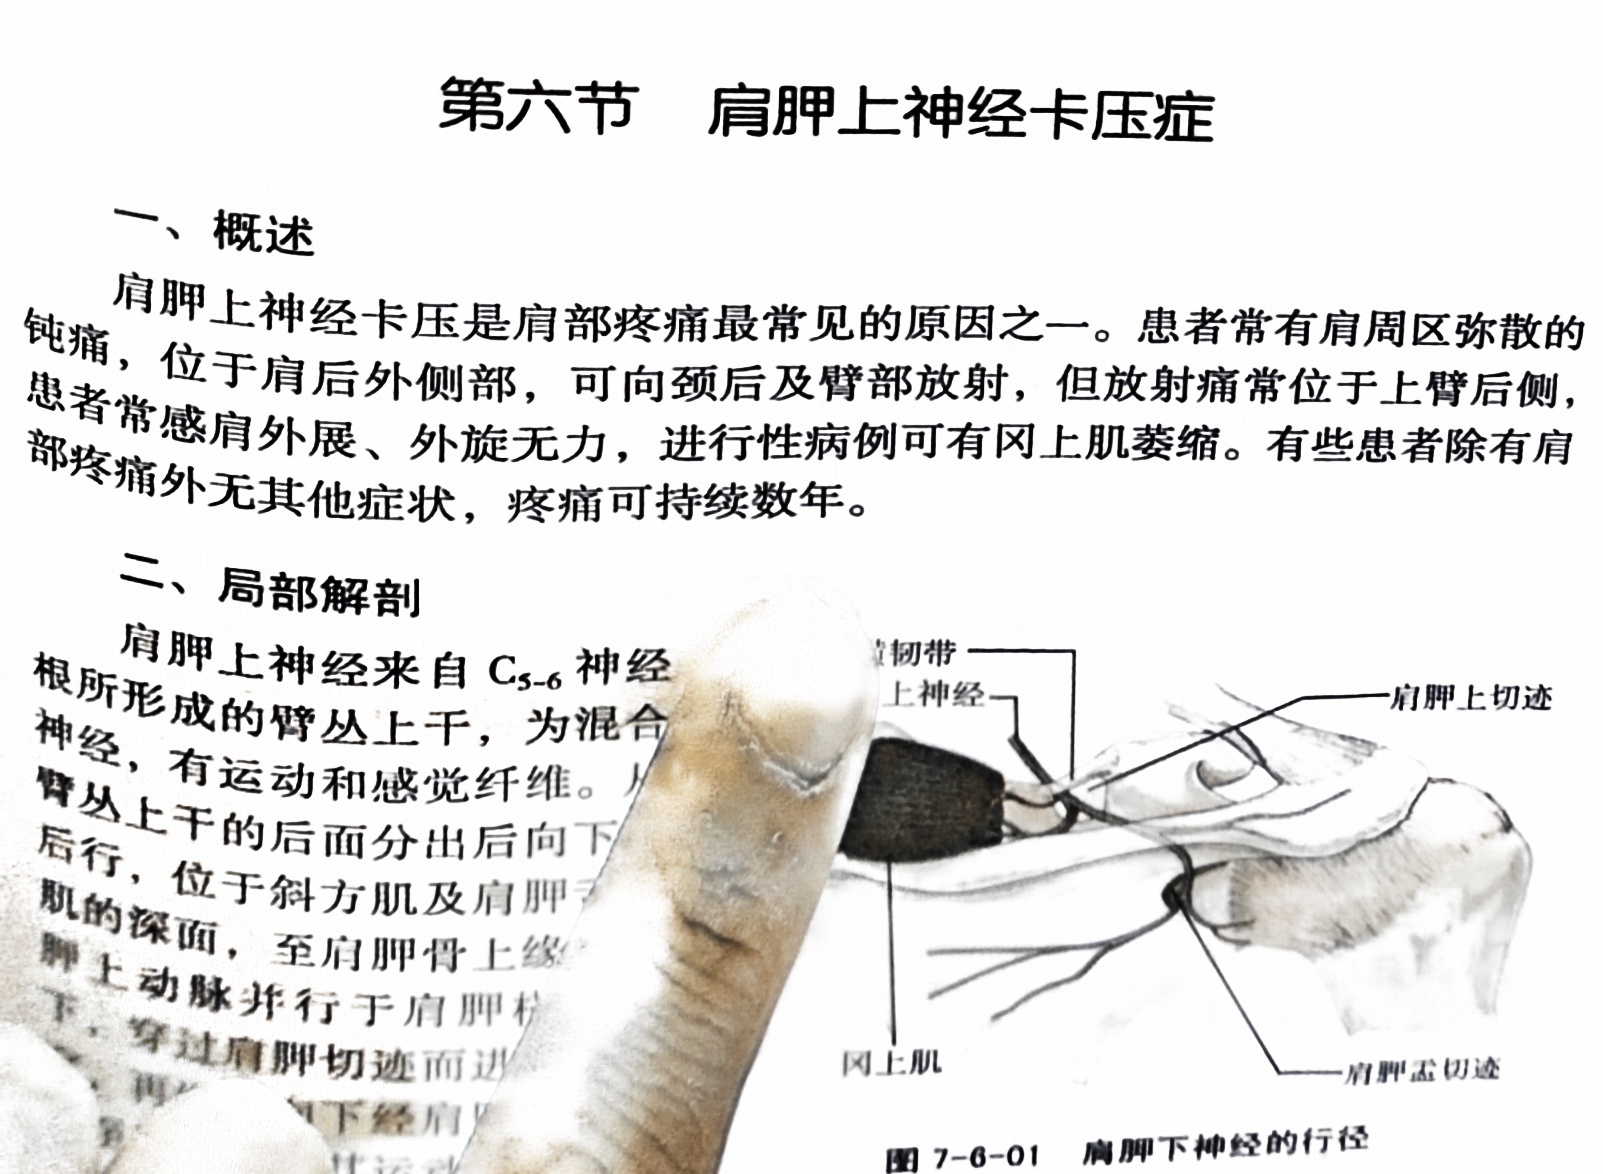 第六节 肩胛上神经卡压症
一、概述
肩胛上神经卡压是肩部疼痛最常见的原因之一。患者常有肩周区弥散的
钝痛，位于肩后外侧部，可向颈后及臂部放射，但放射痛常位于上臂后侧，
患者常感肩外展、外旋无力，进行性病例可有冈上肌萎缩。有些患者除有肩
部疼痛外无其他症状，疼痛可持续数年。
二、局部解剖
肩胛上神经来自 C5-6 神经
根所形成的臂丛上干，为混合
神经，有运动和感觉纤维。
臂丛上干的后面分出后向下
后行，位于斜方肌及肩胛
肌的深面，至肩胛骨上缘
胛上动脉并行于肩胛
下，穿过肩胛切迹而进
下经肩
韧带
上神经
肩胛上切迹
冈上肌
肩胛盂切迹
图 7-6-01 肩胛下神经的行径